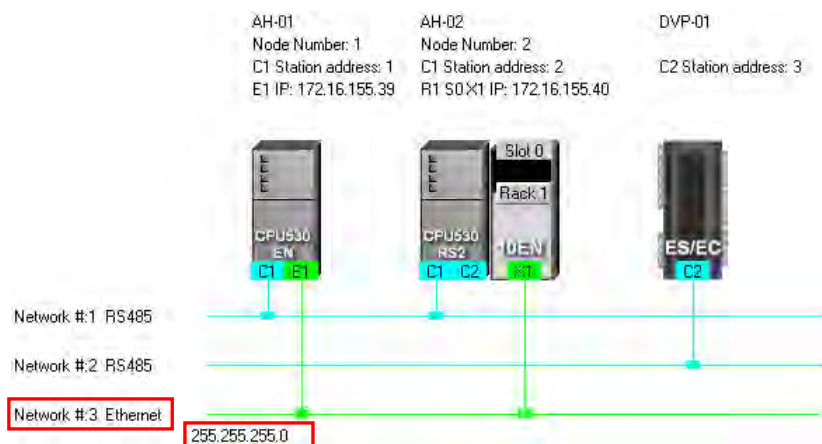 AH-01
Node Number: 1
C1 Station address: 1
E1 IP: 172.16.155.39
AH-02
Node Number: 2
C1 Station address: 2
R1 S0 X1 IP: 172.16.155.40
DVP-01
C2 Station address: 3
CPU530
EN
C1 E1
CPU530
RS2
C1 C2
Slot 0
Rack 1
10EN
X1
ES/EC
C2
Network #:1 RS485
Network #:2 RS485
Network #:3 Ethernet
255.255.255.0